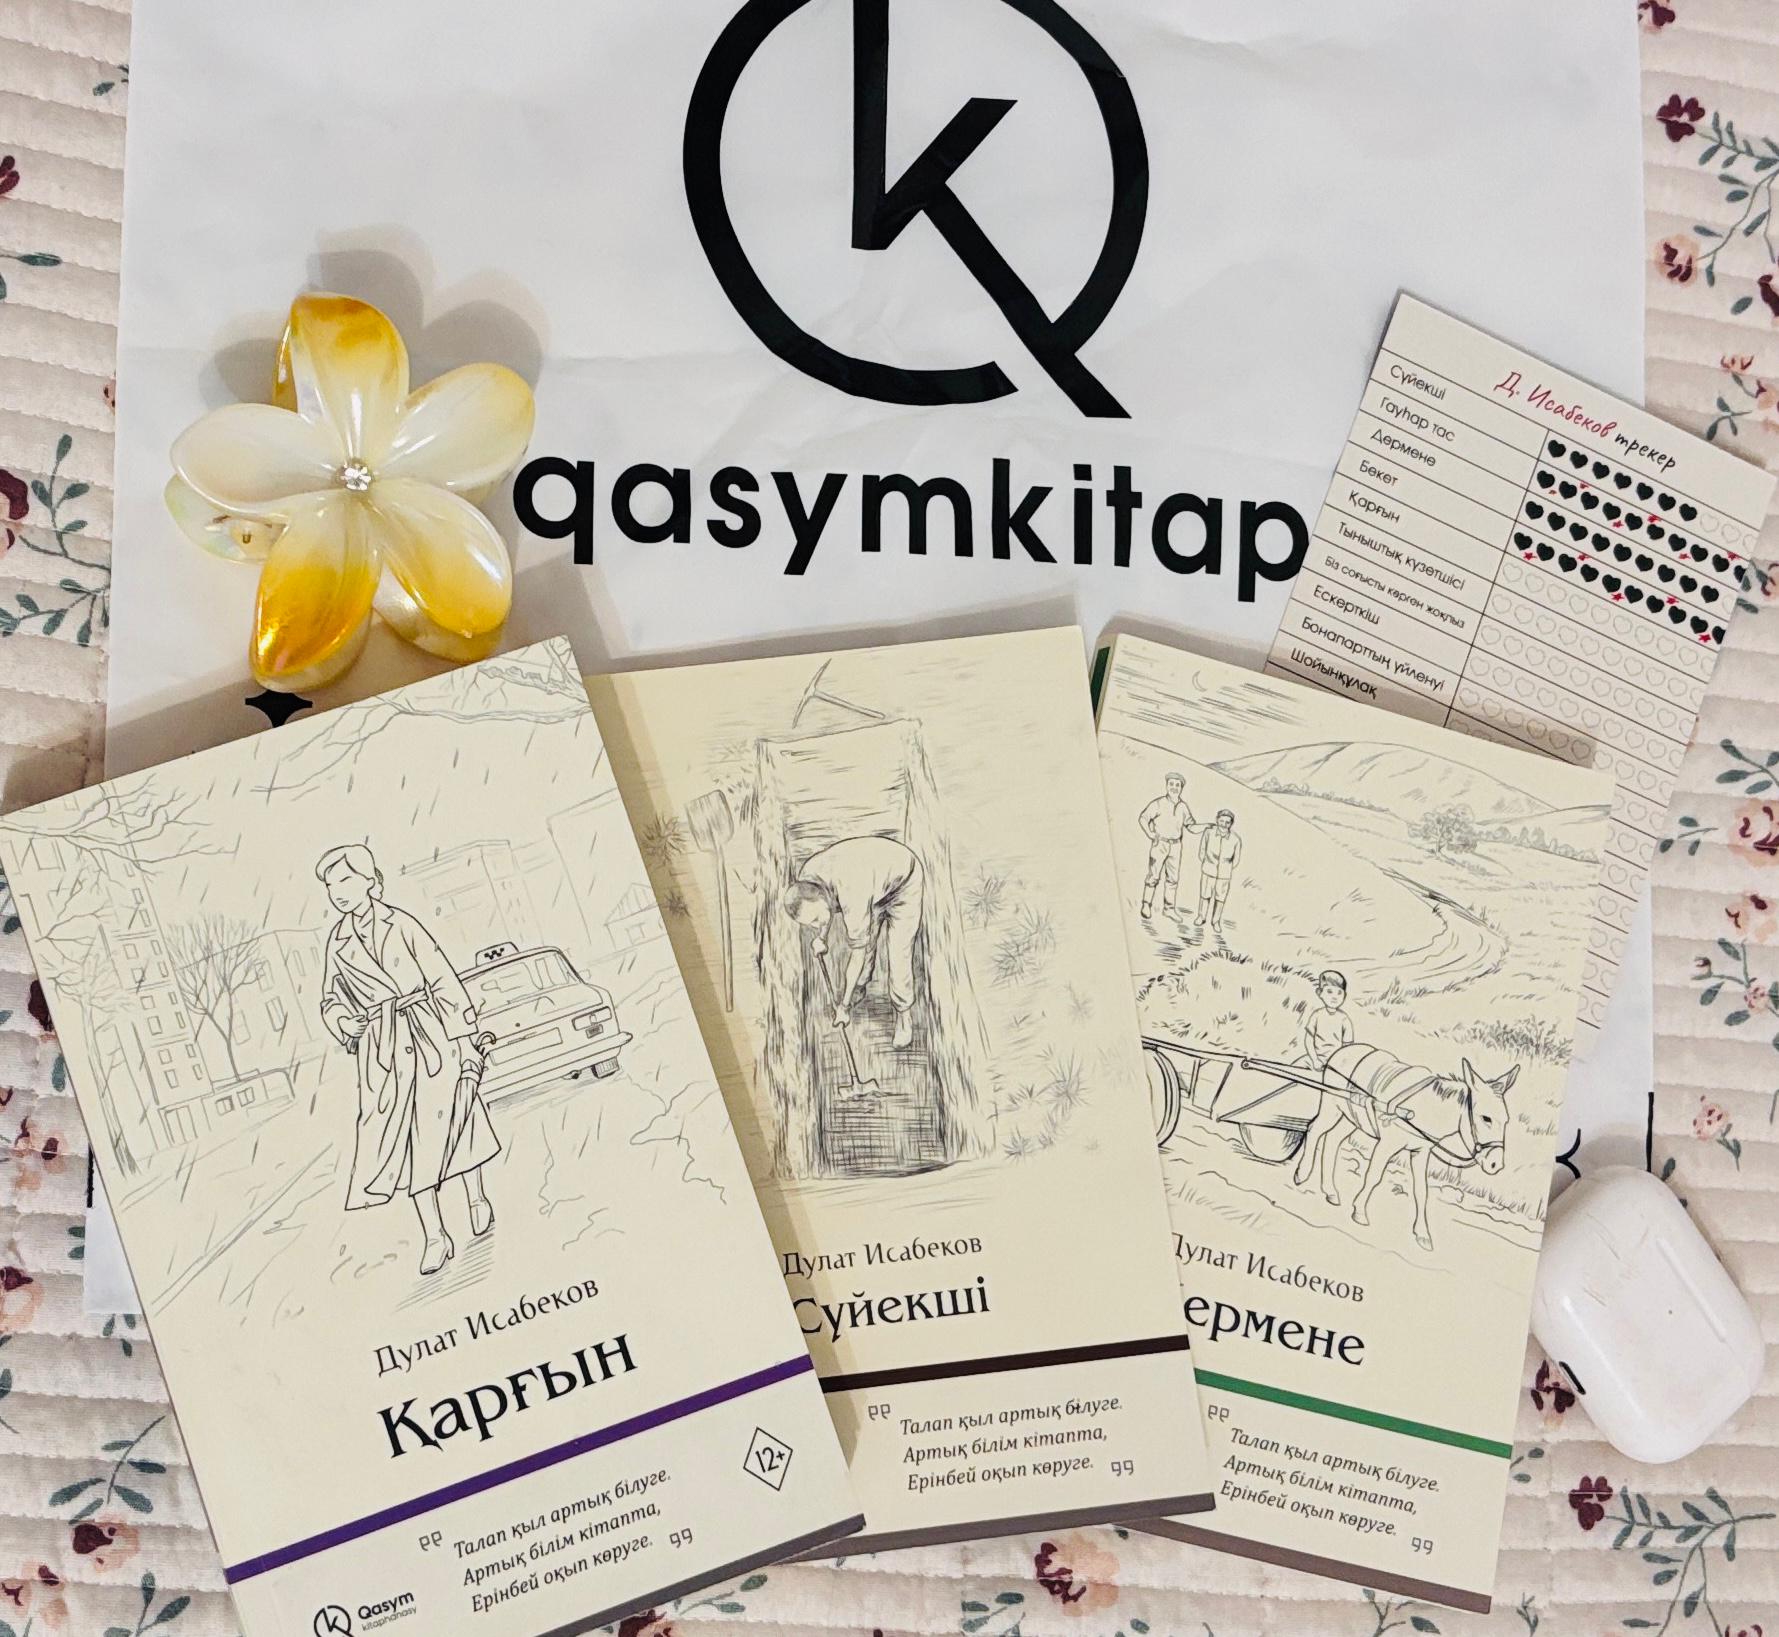 qasymkitap
Д. Исабеков трекер
Сүйекші
Гауһар тас
Дермене
Бекет
Қарғын
Тыныштық күзетшісі
Біз соғысты көрген жоқпыз
Ескерткіш
Бонапарттың үйленуі
Шойынқұлақ
Дулат Исабеков
Қарғын
12+
Талап қыл артық білуге.
Артық білім кітапта,
Ерінбей оқып көруге.
Qasym
kitaphanasy
Дулат Исабеков
Сүйекші
Талап қыл артық білуге.
Артық білім кітапта,
Ерінбей оқып көруге.
Дулат Исабеков
ермене
Талап қыл артық білуге.
Артық білім кітапта,
Ерінбей оқып көруге.